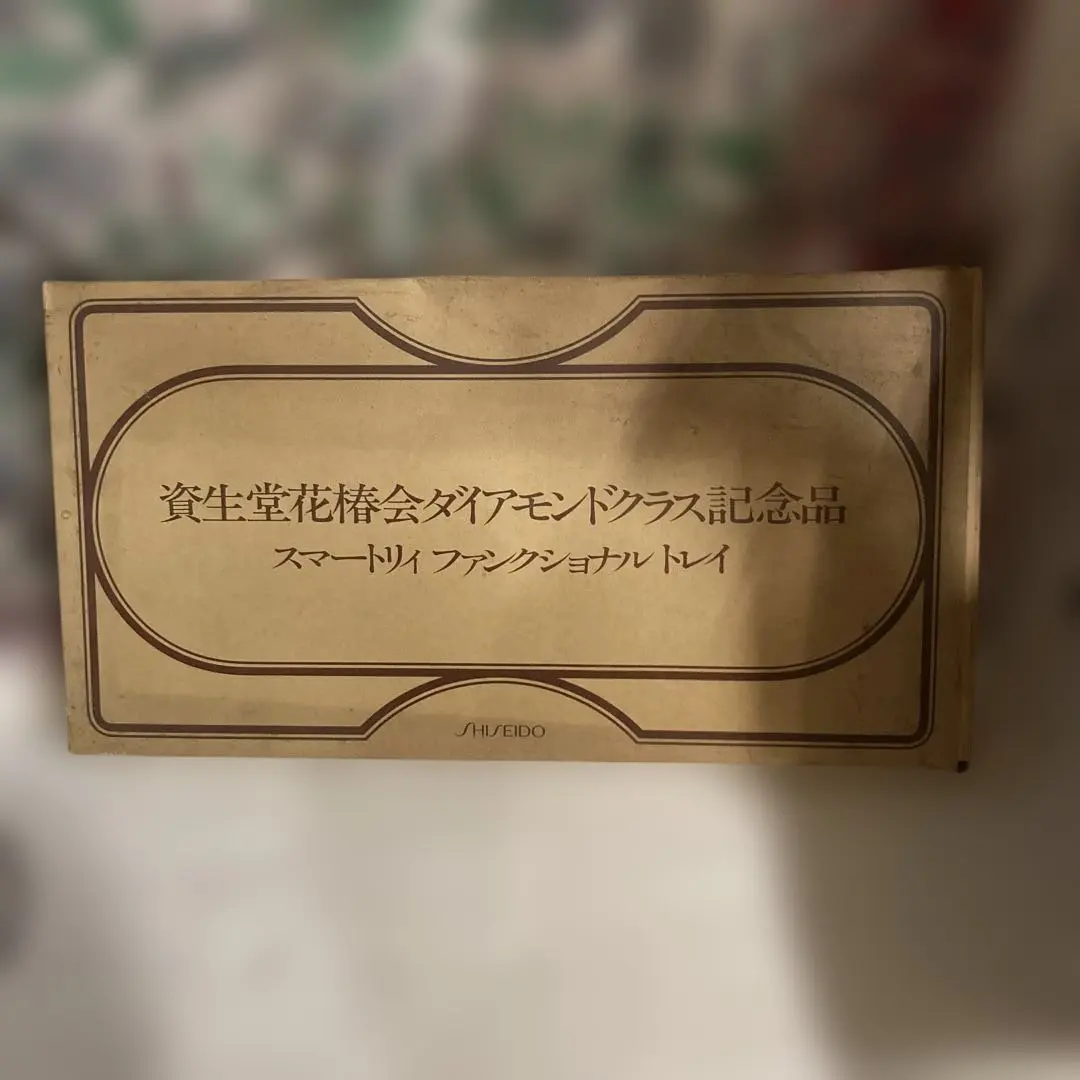 資生堂花椿会ダイアモンドクラス記念品
スマートリィ ファンクショナル トレイ
SHISEIDO